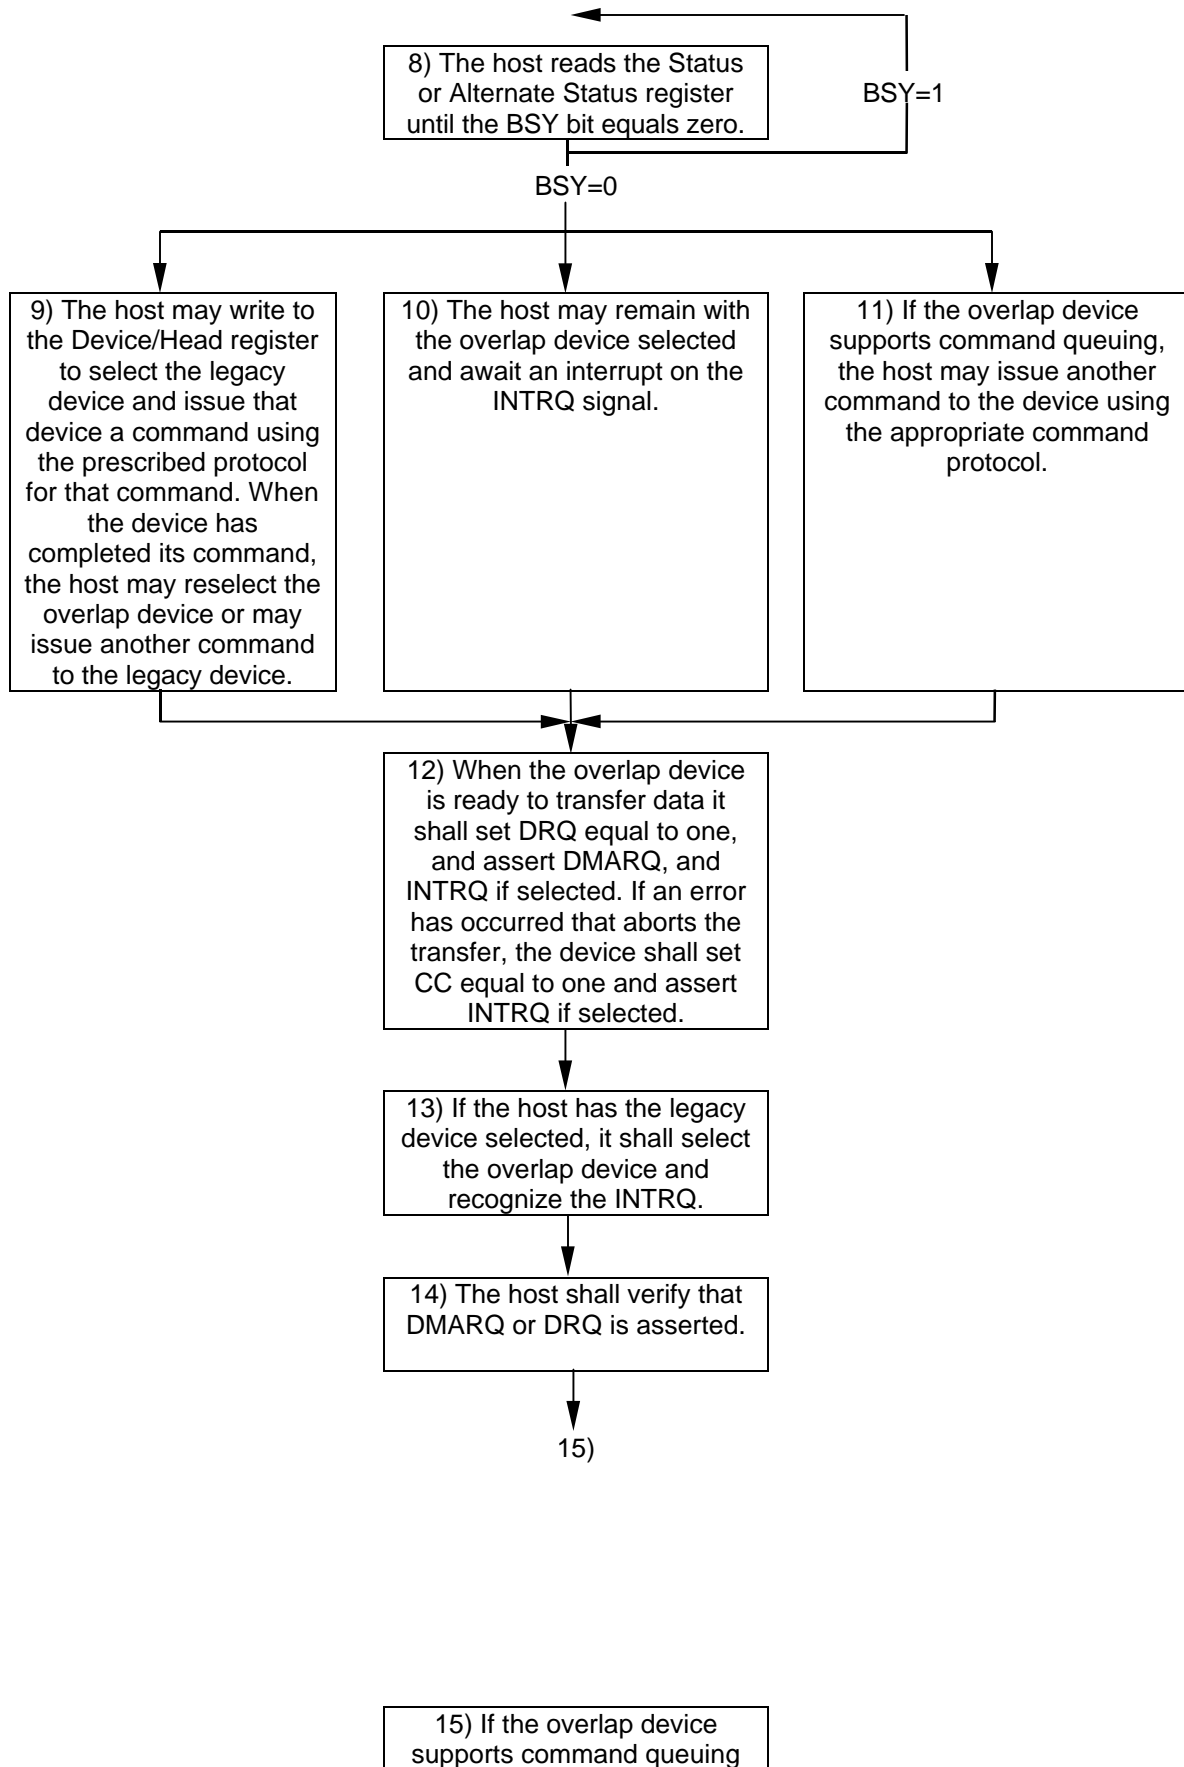 8) The host reads the Status
or Alternate Status register
until the BSY bit equals zero.
BSY=1
BSY=0
9) The host may write to
the Device/Head register
to select the legacy
device and issue that
device a command using
the prescribed protocol
for that command. When
the device has
completed its command,
the host may reselect the
overlap device or may
issue another command
to the legacy device.
10) The host may remain with
the overlap device selected
and await an interrupt on the
INTRQ signal.
11) If the overlap device
supports command queuing,
the host may issue another
command to the device using
the appropriate command
protocol.
12) When the overlap device
is ready to transfer data it
shall set DRQ equal to one,
and assert DMARQ, and
INTRQ if selected. If an error
has occurred that aborts the
transfer, the device shall set
CC equal to one and assert
INTRQ if selected.
13) If the host has the legacy
device selected, it shall select
the overlap device and
recognize the INTRQ.
14) The host shall verify that
DMARQ or DRQ is asserted.
15)
15) If the overlap device
supports command queuing